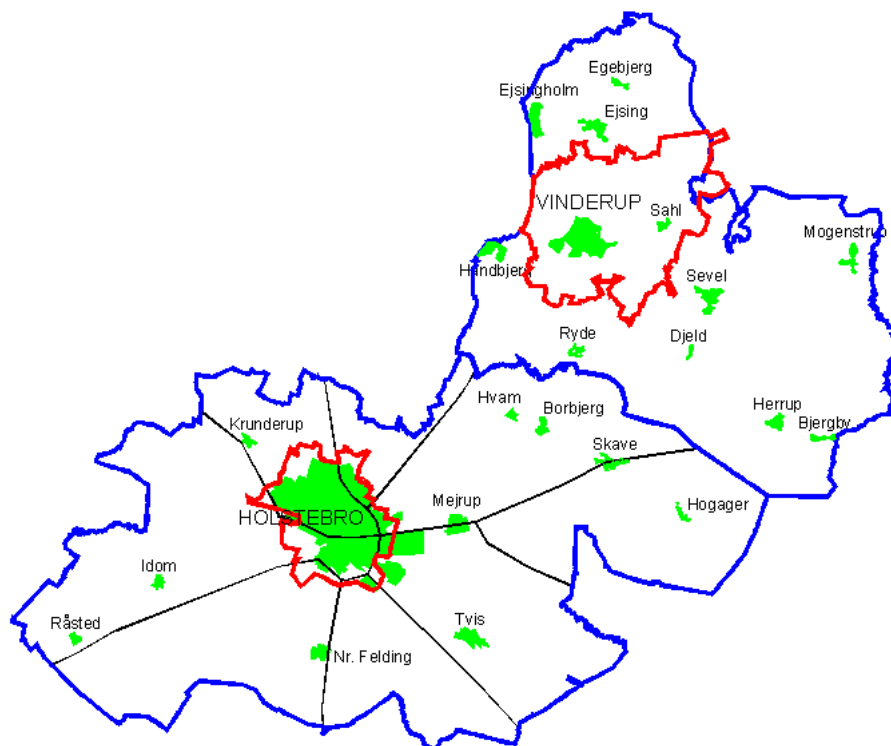 Egebjerg
Ejsingholm
Ejsing
VINDERUP
Sahl
Mogenstrup
Handbjerg
Sevel
Ryde
Djeld
Hvam
Borbjerg
Herrup
Bjergby
Krunderup
Skave
Mejrup
Hogager
HOLSTEBRO
Idom
Råsted
Tvis
Nr. Felding